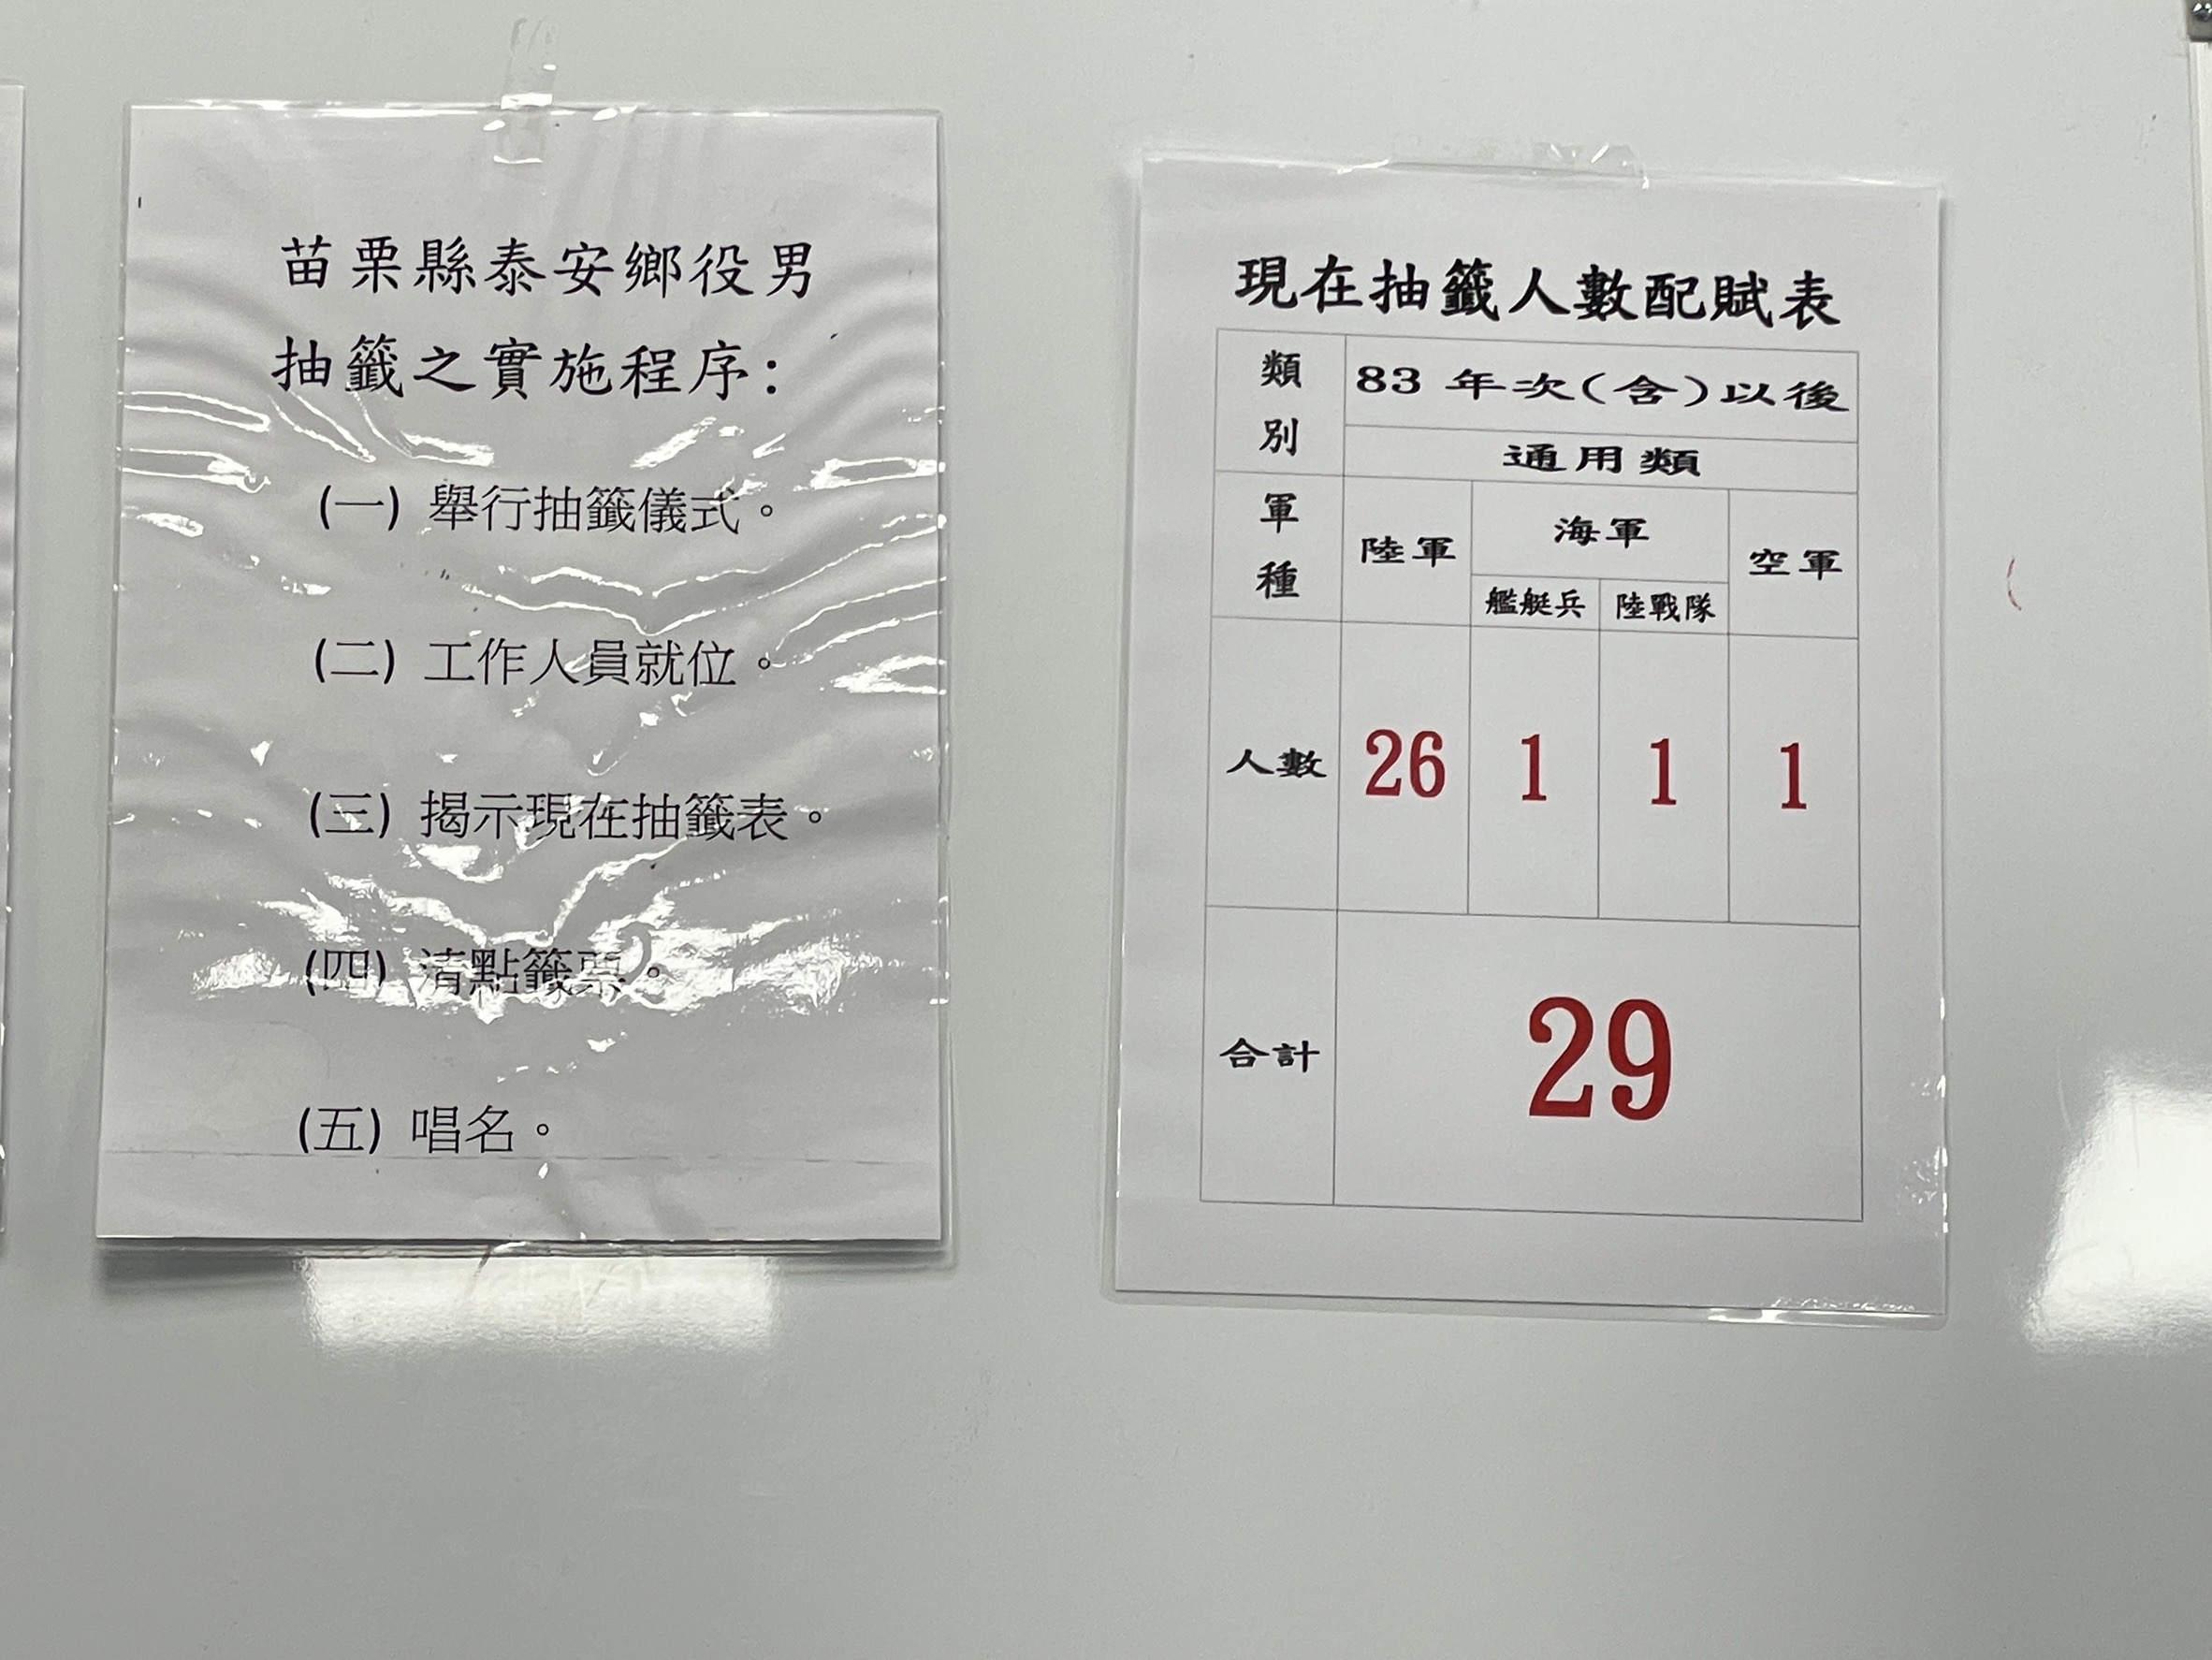 苗栗縣泰安鄉役男
抽籤之實施程序：
(一) 舉行抽籤儀式。
(二) 工作人員就位。
(三) 揭示現在抽籤表。
(四) 清點籤票。
(五) 唱名。
現在抽籤人數配賦表
類別
83 年次(含)以後
通用類
軍種
陸軍
海軍
空軍
艦艇兵 陸戰隊
人數 26 1 1 1
合計 29